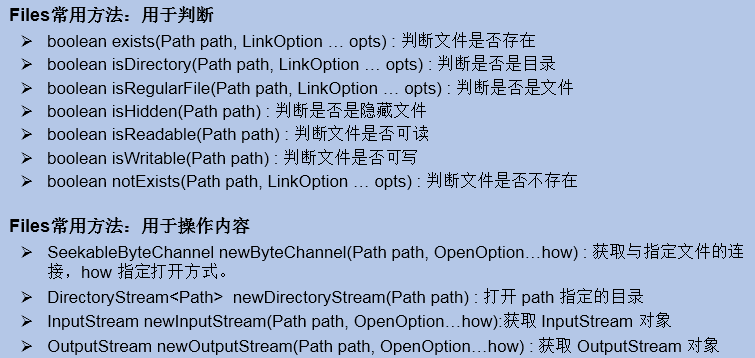 Files常用方法：用于判断
➢ boolean exists(Path path, LinkOption … opts) : 判断文件是否存在
➢ boolean isDirectory(Path path, LinkOption … opts) : 判断是否是目录
➢ boolean isRegularFile(Path path, LinkOption … opts) : 判断是否是文件
➢ boolean isHidden(Path path) : 判断是否是隐藏文件
➢ boolean isReadable(Path path) : 判断文件是否可读
➢ boolean isWritable(Path path) : 判断文件是否可写
➢ boolean notExists(Path path, LinkOption … opts) : 判断文件是否不存在
Files常用方法：用于操作内容
➢ SeekableByteChannel newByteChannel(Path path, OpenOption…how) : 获取与指定文件的连
接，how 指定打开方式。
➢ DirectoryStream<Path>  newDirectoryStream(Path path) : 打开 path 指定的目录
➢ InputStream newInputStream(Path path, OpenOption…how):获取 InputStream 对象
➢ OutputStream newOutputStream(Path path, OpenOption…how) : 获取 OutputStream 对象